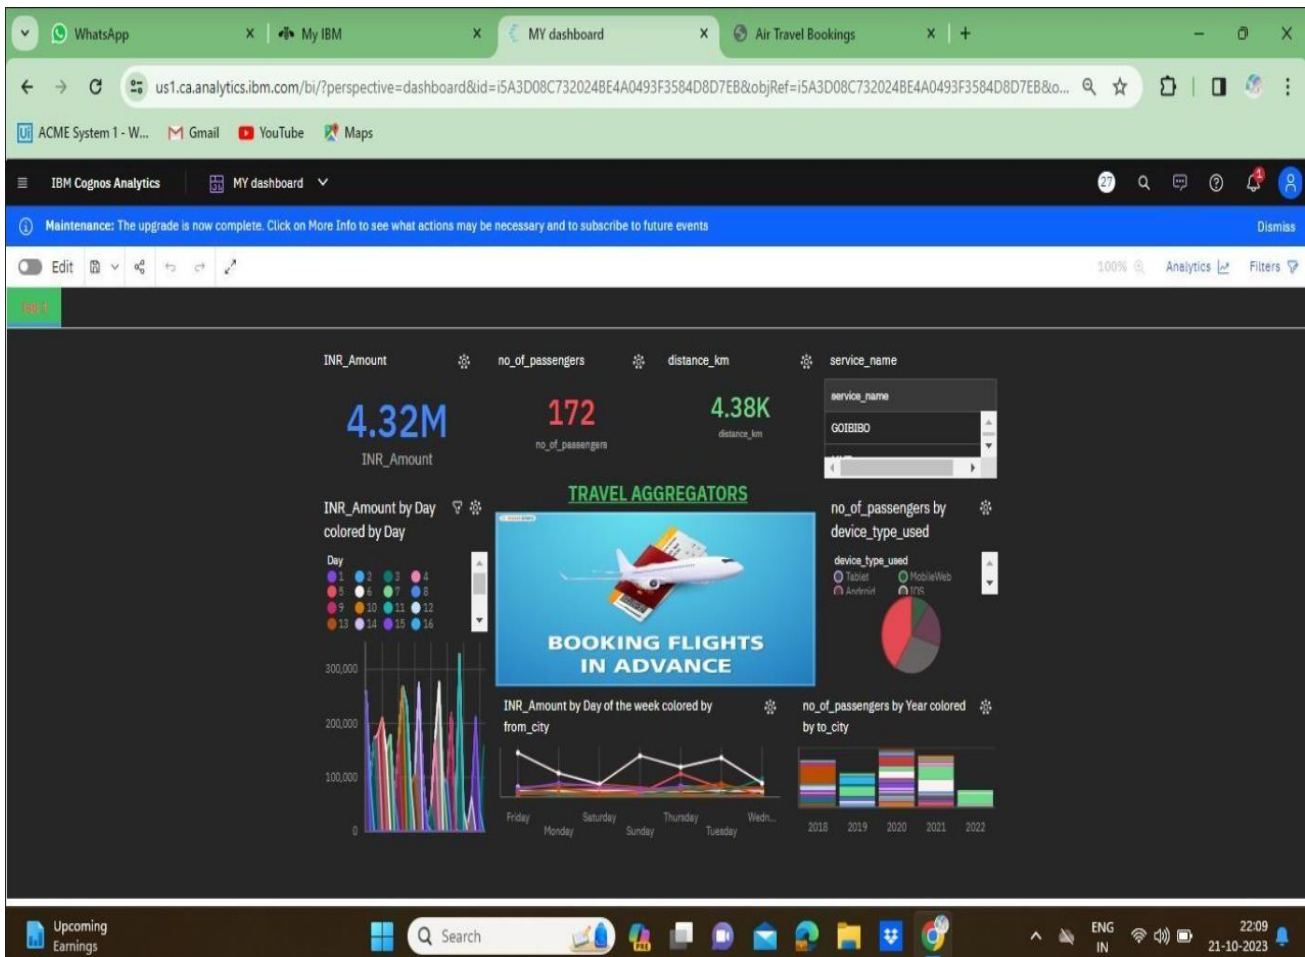 WhatsApp
My IBM
MY dashboard
Air Travel Bookings
us1.ca.analytics.ibm.com/bi/?perspective=dashboard&id=i5A3D08C732024BE4A0493F3584D8D7EB&objRef=i5A3D08C732024BE4A0493F3584D8D7EB&o...
Ui ACME System 1 - W...
Gmail
YouTube
Maps
IBM Cognos Analytics
MY dashboard
27
1
Maintenance: The upgrade is now complete. Click on More Info to see what actions may be necessary and to subscribe to future events
Dismiss
Edit
100%
Analytics
Filters
Tab 1
INR_Amount
no_of_passengers
distance_km
service_name
4.32M
INR_Amount
172
no_of_passengers
4.38K
distance_km
service_name
GOIBIBO
TRAVEL AGGREGATORS
INR_Amount by Day
colored by Day
Day
1 2 3 4
5 6 7 8
9 10 11 12
13 14 15 16
300,000
200,000
100,000
0
BOOKING FLIGHTS
IN ADVANCE
no_of_passengers by
device_type_used
device_type_used
Tablet MobileWeb
Android IOS
INR_Amount by Day of the week colored by
from_city
Friday Saturday Thursday Wedn...
Monday Sunday Tuesday
no_of_passengers by Year colored
by to_city
2018 2019 2020 2021 2022
Upcoming
Earnings
Search
PRE
ENG
IN
22:09
21-10-2023